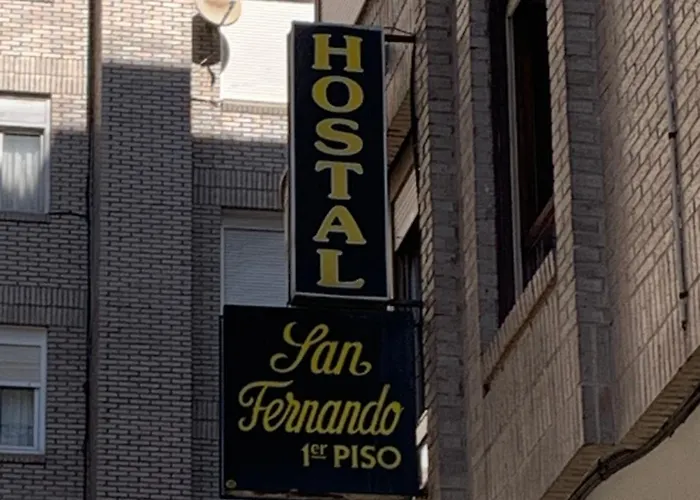 HOSTAL
San
Fernando
1er PISO